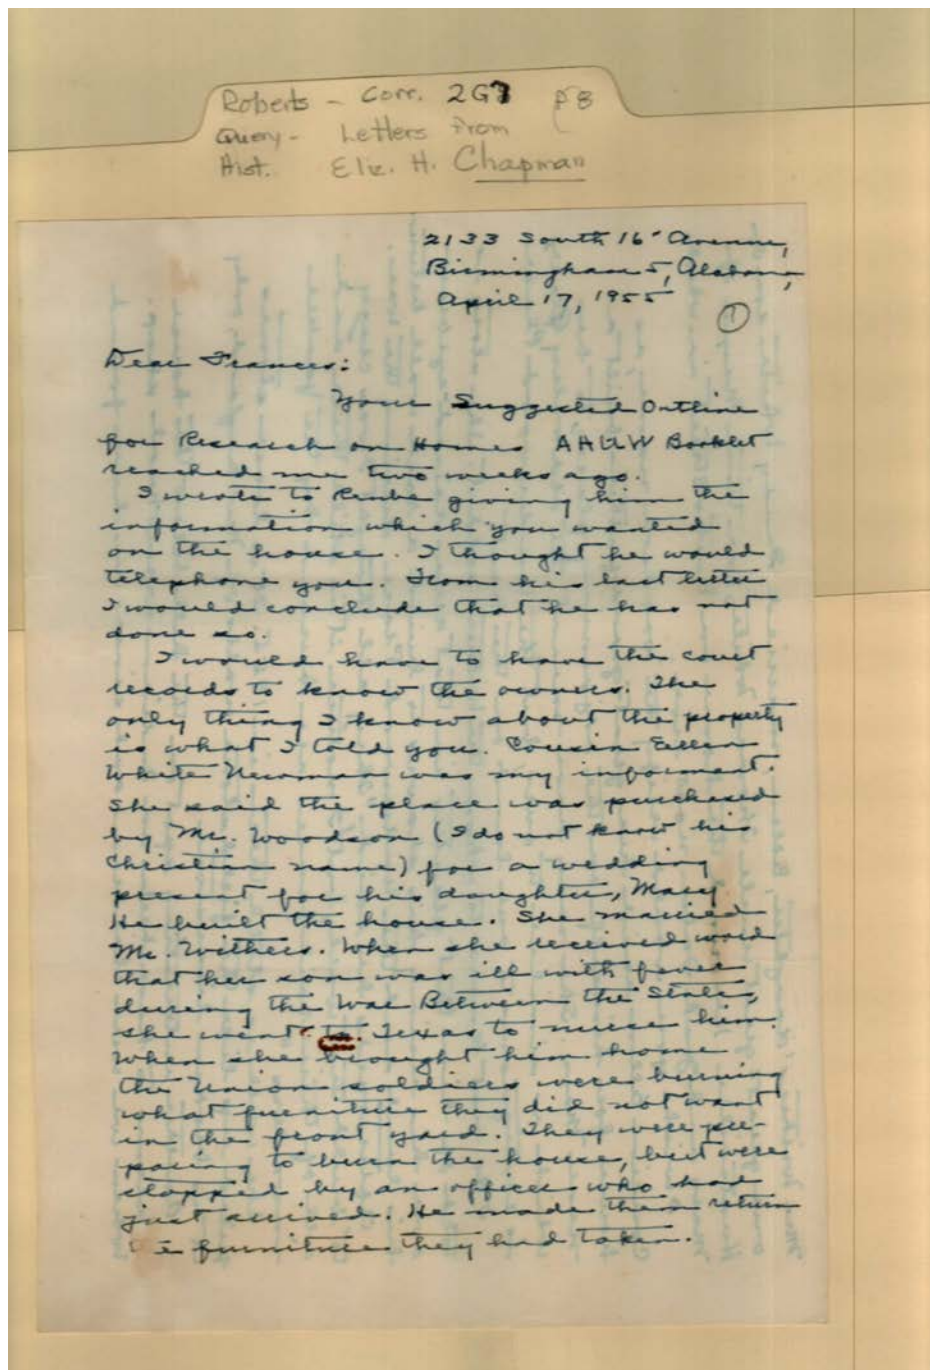 Roberts - Corr. 2G7 p8
Query - Letters From
Hist. Eliz. H. Chapman
2133 South 16" Avenue,
Birmingham 5, Alabama,
April 17, 1955
1
Dear Frances:
Your Suggested Outline
for Research on Homes AHUW Booklet
reached me two weeks ago.
I wrote to Reube giving him the
information which you wanted
on the house. I thought he would
telephone you. From his last letter
I would conclude that he has not
done so.
I would have to have the court
records to know the owners. The
only thing I know about the property
is what I told you. Cousin Ellen
White Newman was my informant.
She said the place was purchased
by Mr. Woodson (I do not know his
Christian name) for a wedding
present for his daughter, Mary
He built the house. She married
Mr. Withers. When she received word
that her son was ill with fever
during the War Between the States,
she went to Texas to nurse him.
When she brought him home
the Union soldiers were burning
what furniture they did not want
in the front yard. They were pre-
paring to burn the house, but were
stopped by an officer who had
just arrived. He made them return
e furniture they had taken.